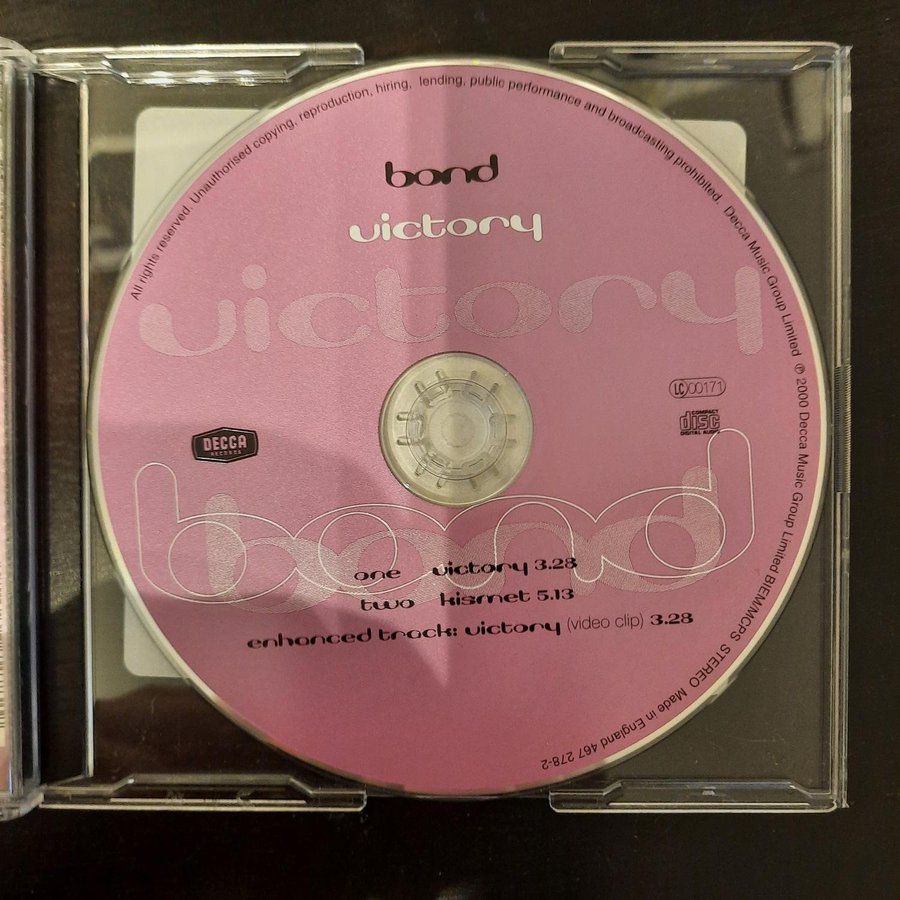 All rights reserved. Unauthorised copying, reproduction, hiring, lending, public performance and broadcasting prohibited. Decca Music Group Limited ℗ 2000 Decca Music Group Limited BIEM/MCPS STEREO Made in England 467 278-2
bond
victory
victory
LC 00171
COMPACT
disc
DIGITAL AUDIO
DECCA
RECORDS
bond
bond
one victory 3.28
two kismet 5.13
enhanced track: victory (video clip) 3.28